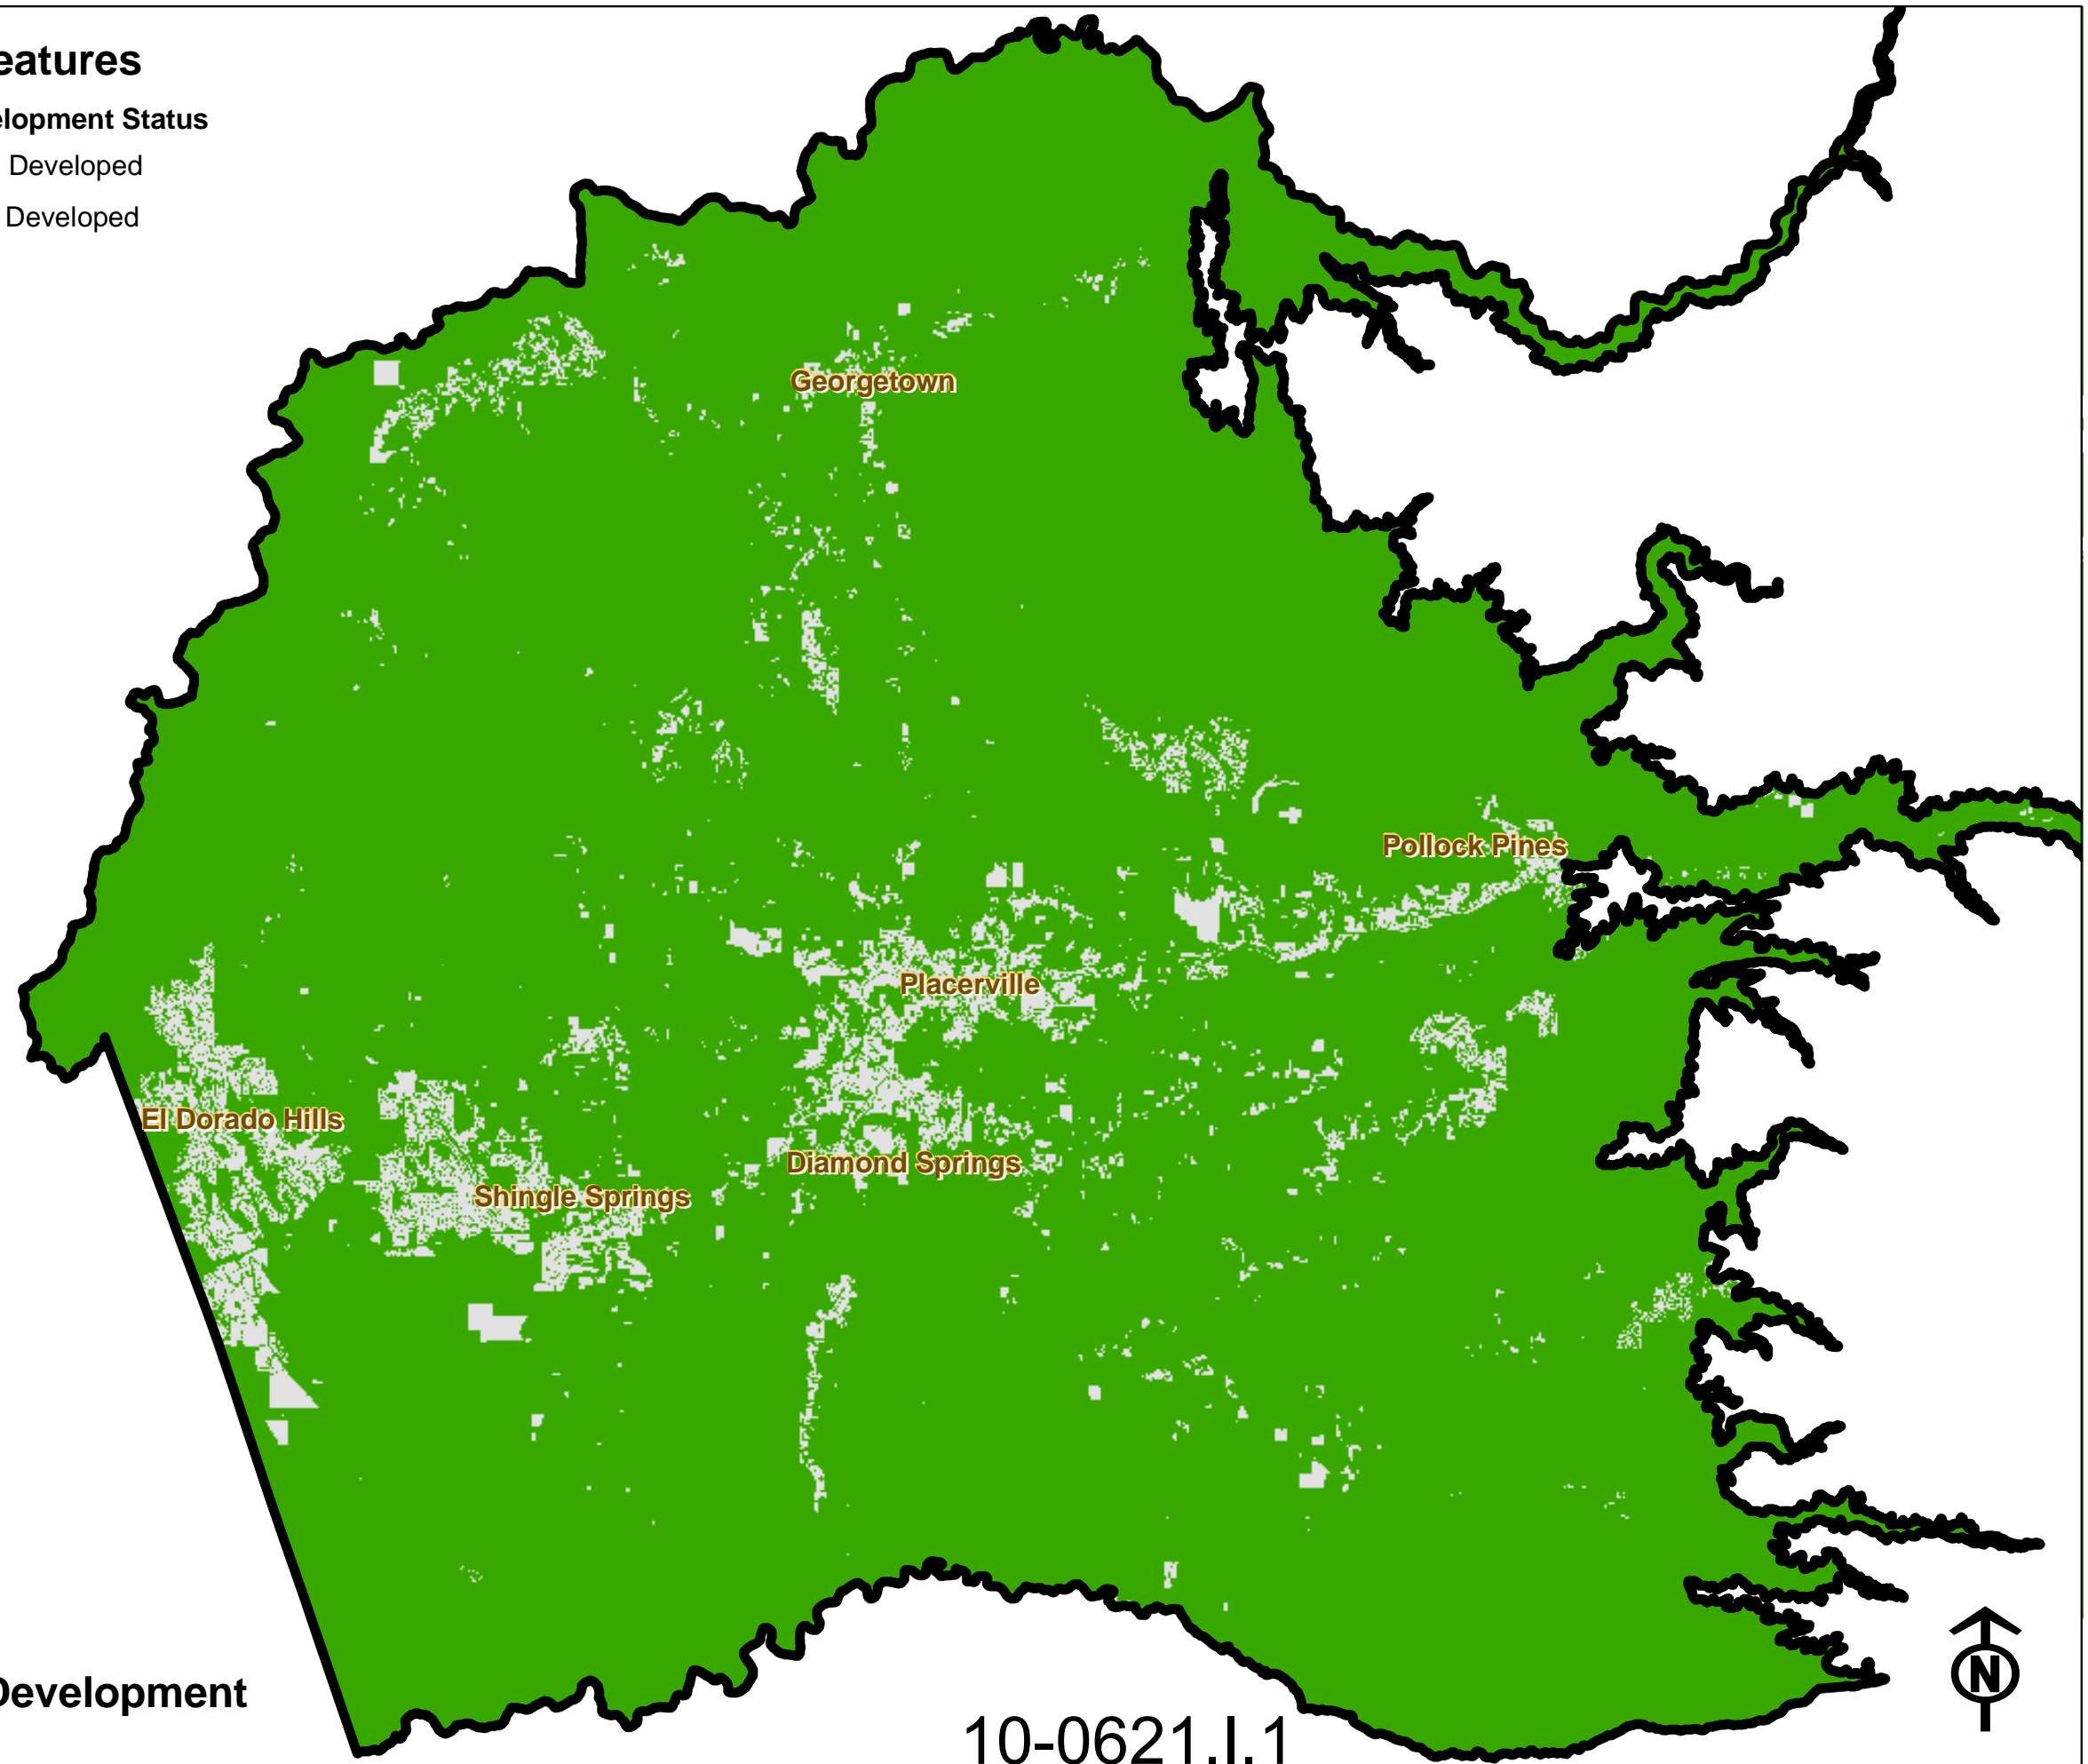 eatures
elopment Status
Developed
Developed
Georgetown
Pollock Pines
Placerville
El Dorado Hills
Diamond Springs
Shingle Springs
Development
N
10-0621.I.1